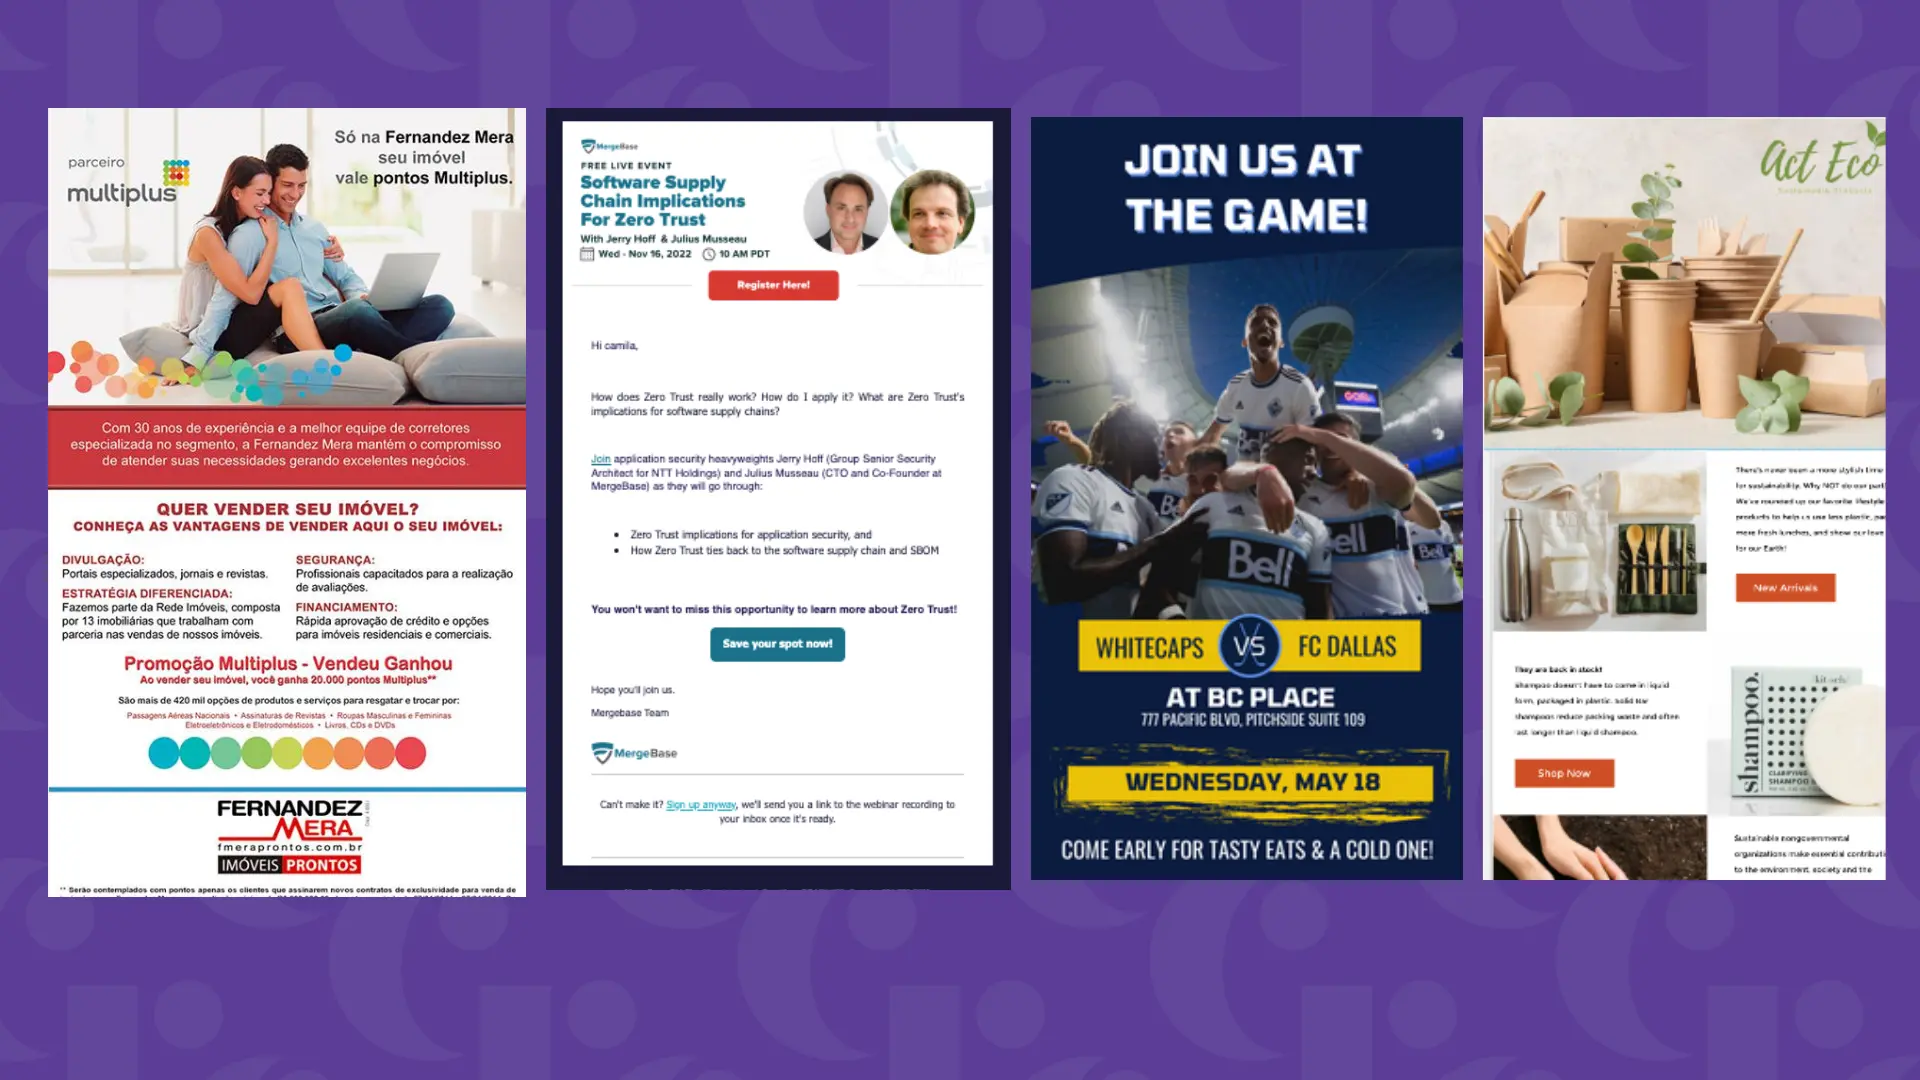 parceiro
multiplus
Só na Fernandez Mera
seu imóvel
vale pontos Multiplus.
Com 30 anos de experiência e a melhor equipe de corretores
especializada no segmento, a Fernandez Mera mantém o compromisso
de atender suas necessidades gerando excelentes negócios.
QUER VENDER SEU IMÓVEL?
CONHEÇA AS VANTAGENS DE VENDER AQUI O SEU IMÓVEL:
DIVULGAÇÃO:
Portais especializados, jornais e revistas.
ESTRATÉGIA DIFERENCIADA:
Fazemos parte da Rede Imóveis, composta
por 13 imobiliárias que trabalham com
parceria nas vendas de nossos imóveis.
SEGURANÇA:
Profissionais capacitados para a realização
de avaliações.
FINANCIAMENTO:
Rápida aprovação de crédito e opções
para imóveis residenciais e comerciais.
Promoção Multiplus - Vendeu Ganhou
Ao vender seu imóvel, você ganha 20.000 pontos Multiplus**
São mais de 420 mil opções de produtos e serviços para resgatar e trocar por:
Passagens Aéreas Nacionais • Assinaturas de Revistas • Roupas Masculinas e Femininas
Eletroeletrônicos e Eletrodomésticos • Livros, CDs e DVDs
FERNANDEZ
MERA
fmeraprontos.com.br
IMÓVEIS PRONTOS
** Serão contemplados com pontos apenas os clientes que assinarem novos contratos de exclusividade para venda de
MergeBase
FREE LIVE EVENT
Software Supply
Chain Implications
For Zero Trust
With Jerry Hoff & Julius Musseau
Wed - Nov 16, 2022 10 AM PDT
Register Here!
Hi camila,
How does Zero Trust really work? How do I apply it? What are Zero Trust's
implications for software supply chains?
Join application security heavyweights Jerry Hoff (Group Senior Security
Architect for NTT Holdings) and Julius Musseau (CTO and Co-Founder at
MergeBase) as they will go through:
• Zero Trust implications for application security, and
• How Zero Trust ties back to the software supply chain and SBOM
You won't want to miss this opportunity to learn more about Zero Trust!
Save your spot now!
Hope you'll join us.
Mergebase Team
MergeBase
Can't make it? Sign up anyway, we'll send you a link to the webinar recording to
your inbox once it's ready.
JOIN US AT
THE GAME!
GOAL
Bell
Bell
Bell
Bell
WHITECAPS VS FC DALLAS
AT BC PLACE
777 PACIFIC BLVD, PITCHSIDE SUITE 109
WEDNESDAY, MAY 18
COME EARLY FOR TASTY EATS & A COLD ONE!
Act Eco
There's never been a more stylish time
for sustainability. Why NOT do our part
We've rounded up our favorite lifestyle
products to help us use less plastic, pa
more fresh lunches, and show our love
for our Earth!
New Arrivals
They are back in stock!
Shampoo doesn't have to come in liquid
form, packaged in plastic. Solid Bar
shampoos reduce packing waste and often
last longer than liquid shampoo.
Shop Now
shampoo.
kitsch
CLARIFYING
SHAMPOO
Sustainable nongovernmental
organizations make essential contributi
to the environment, society and the